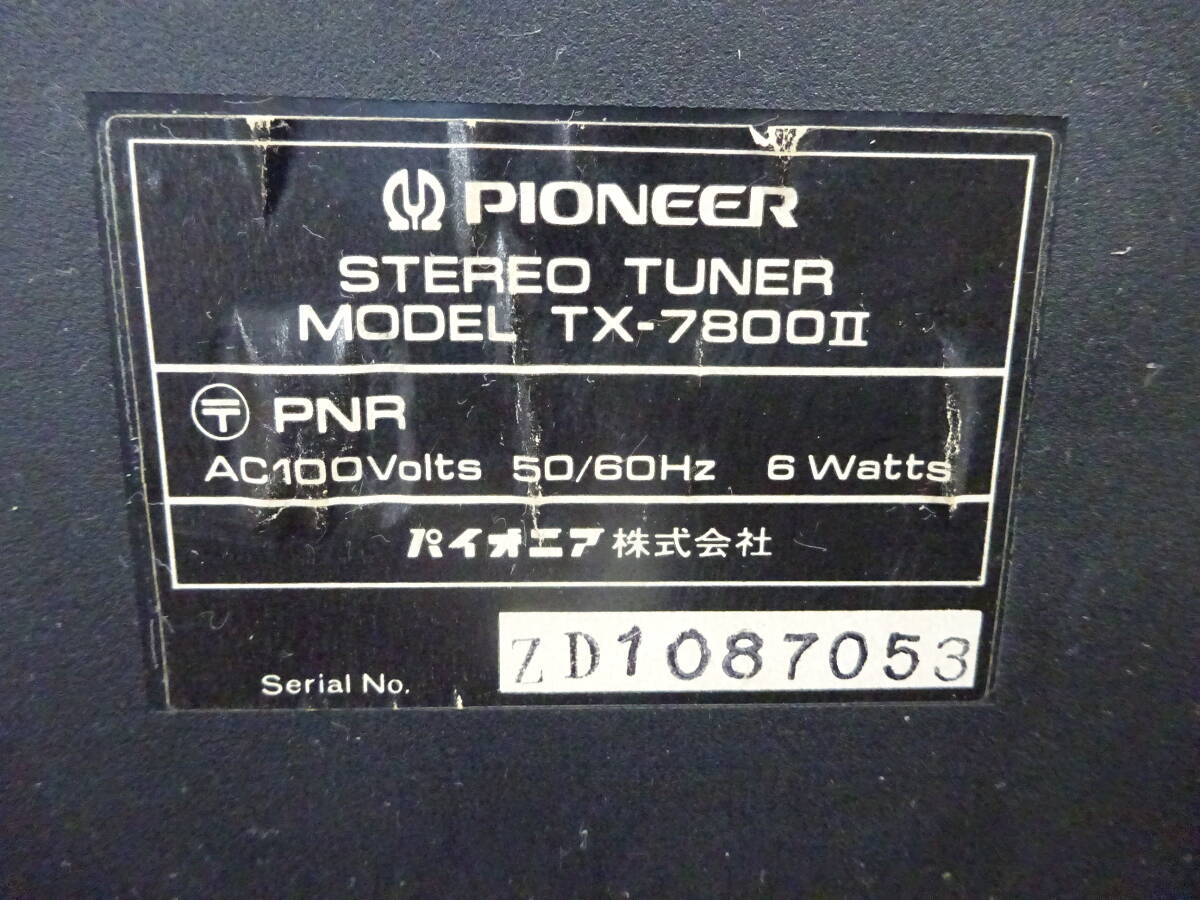 PIONEER
STEREO TUNER
MODEL TX-7800II
〒 PNR
AC100Volts 50/60Hz 6 Watts
パイオニア株式会社
Serial No. ZD1087053